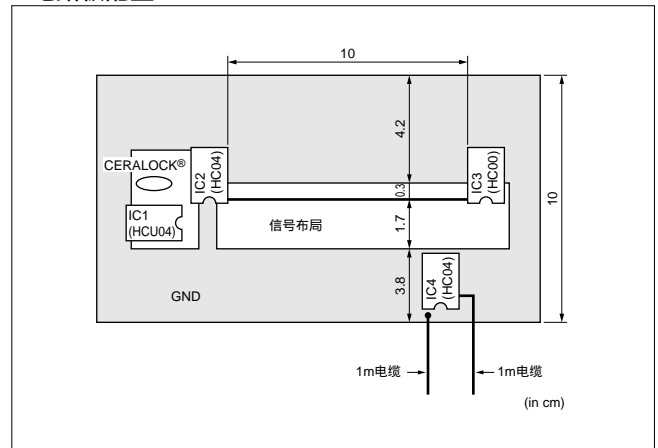 10
4.2
CERALOCK®
IC2
(HC04)
IC3
(HC00)
0.3
10
IC1
(HCU04)
信号布局
1.7
GND
3.8
IC4
(HC04)
1m电缆
1m电缆
(in cm)